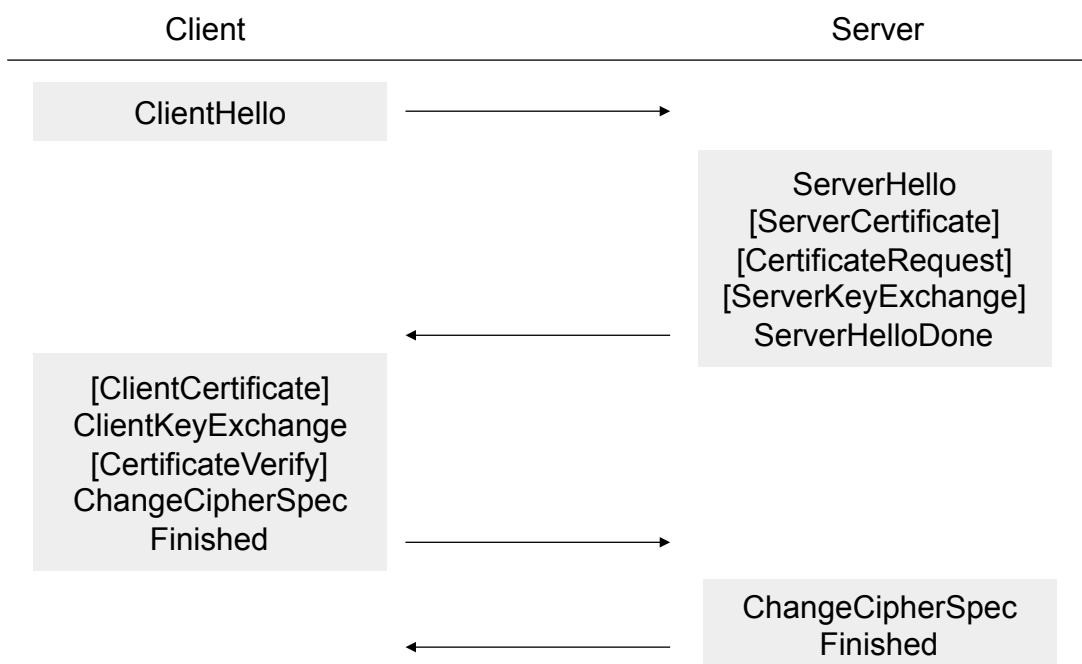 Client
Server
ClientHello
ServerHello
[ServerCertificate]
[CertificateRequest]
[ServerKeyExchange]
ServerHelloDone
[ClientCertificate]
ClientKeyExchange
[CertificateVerify]
ChangeCipherSpec
Finished
ChangeCipherSpec
Finished